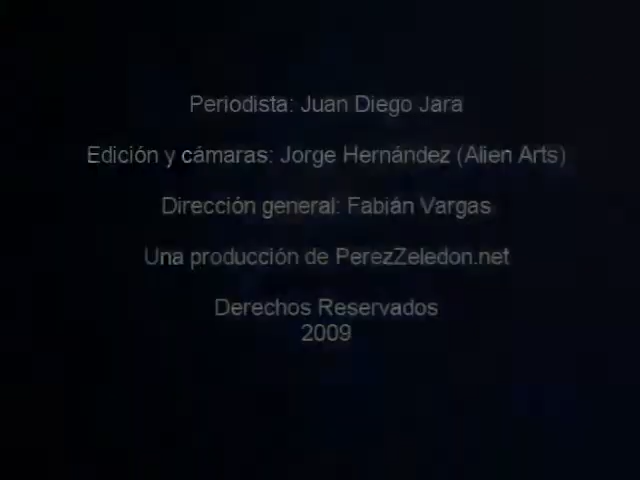 Periodista: Juan Diego Jara
Edición y cámaras: Jorge Hernández (Alien Arts)
Dirección general: Fabián Vargas
Una producción de PerezZeledon.net
Derechos Reservados
2009